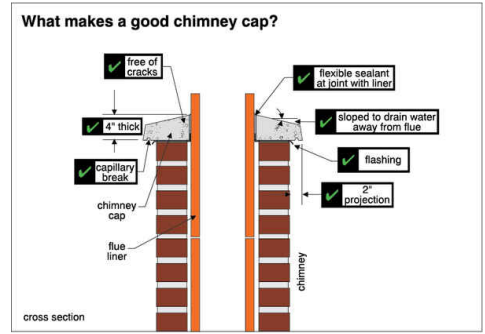 What makes a good chimney cap?
free of
cracks
flexible sealant
at joint with liner
4" thick
sloped to drain water
away from flue
capillary
break
flashing
chimney
cap
2"
projection
flue
liner
chimney
cross section